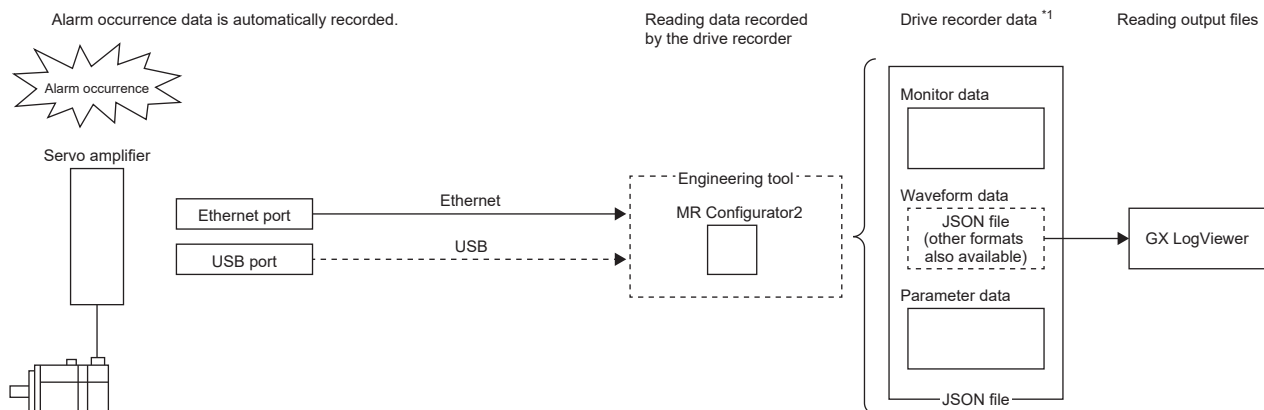 Alarm occurrence data is automatically recorded.
Reading data recorded
by the drive recorder
Drive recorder data *1
Reading output files
Alarm occurrence
Servo amplifier
Ethernet port
USB port
Ethernet
USB
Engineering tool
MR Configurator2
Monitor data
Waveform data
JSON file
(other formats
also available)
Parameter data
JSON file
GX LogViewer